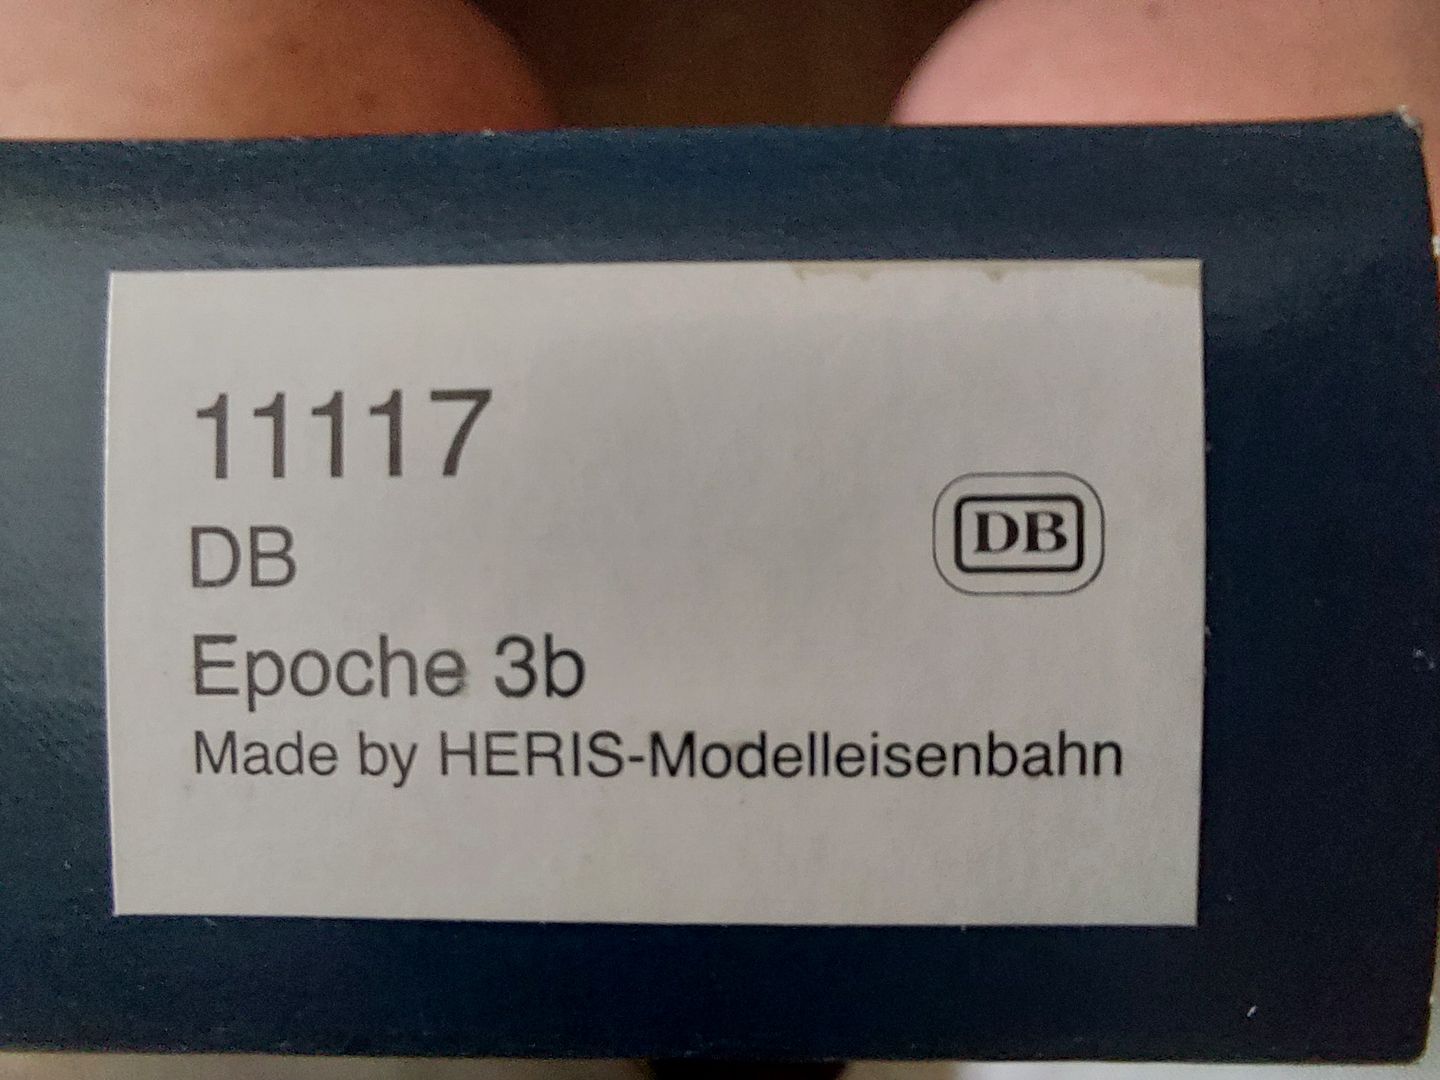 11117
DB
DB
Epoche 3b
Made by HERIS-Modelleisenbahn